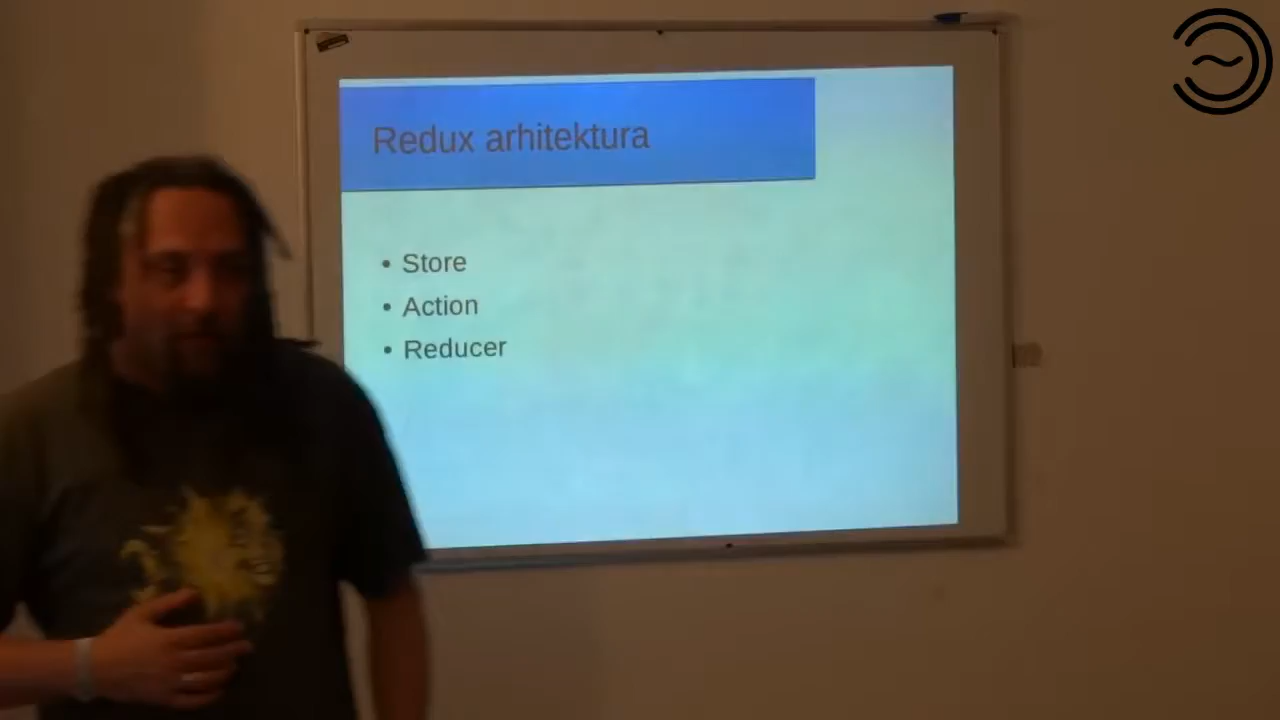 Redux arhitektura
• Store
• Action
• Reducer